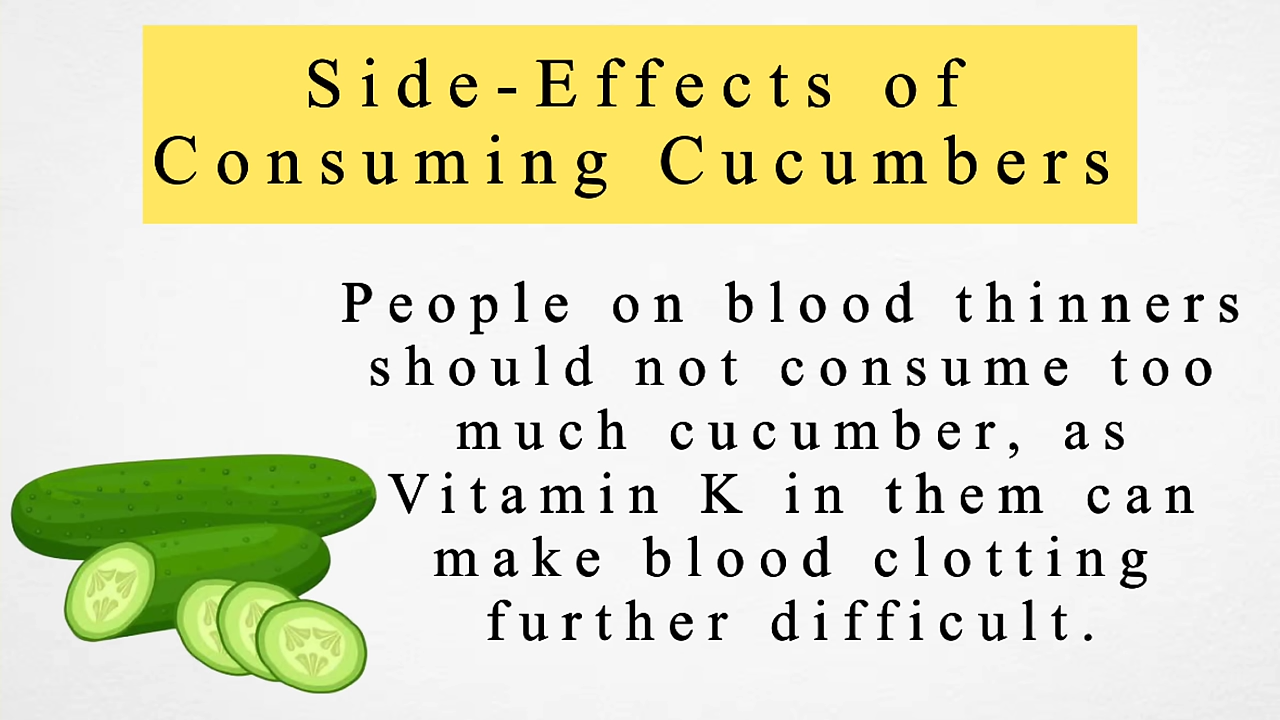 Side-Effects of
Consuming Cucumbers
People on blood thinners
should not consume too
much cucumber, as
Vitamin K in them can
make blood clotting
further difficult.